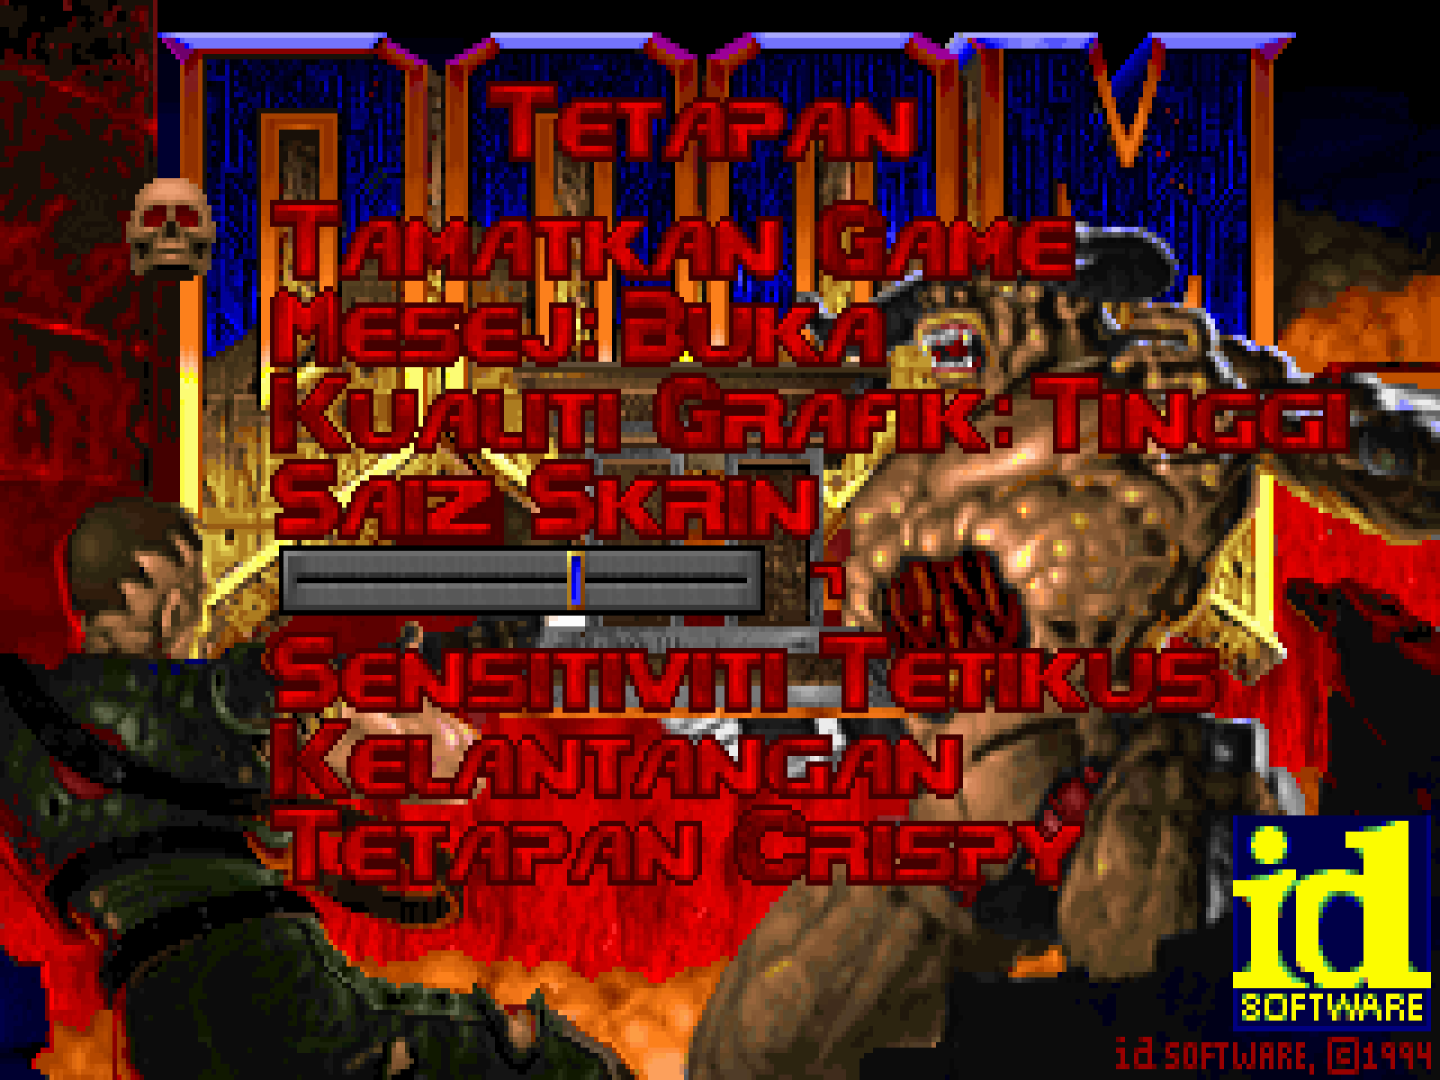 DOOM
Tetapan
Tamatkan Game
Mesej: Buka
Kualiti Grafik: Tinggi
Saiz Skrin
Sensitiviti Tetikus
Kelantangan
Tetapan Crispy
id
SOFTWARE
id SOFTWARE, ©1994